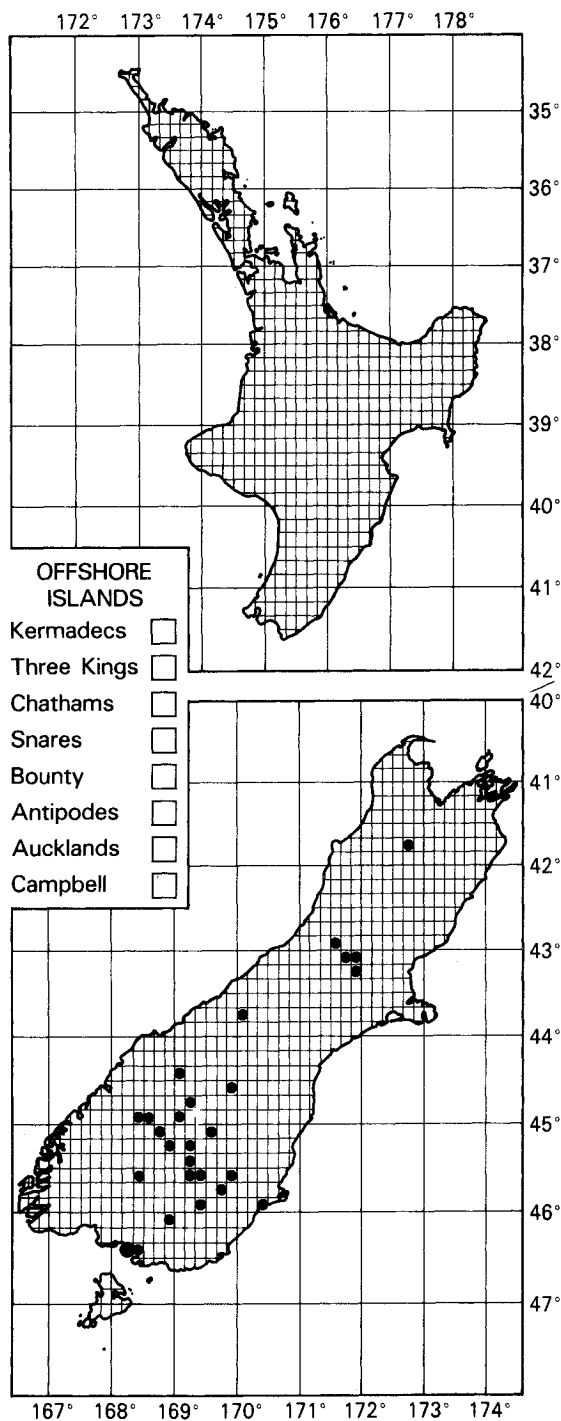 172° 173° 174° 175° 176° 177° 178°
35°
36°
37°
38°
39°
40°
41°
42°
OFFSHORE
ISLANDS
Kermadecs
Three Kings
Chathams
Snares
Bounty
Antipodes
Aucklands
Campbell
40°
41°
42°
43°
44°
45°
46°
47°
167° 168° 169° 170° 171° 172° 173° 174°